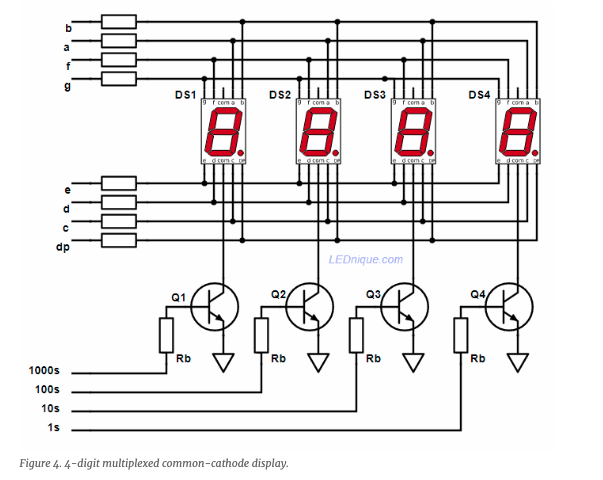 b
a
f
g
DS1 DS2 DS3 DS4
g f com a b g f com a b g f com a b g f com a b
e d com c DP e d com c DP e d com c DP e d com c DP
e
d
c
dp
LEDnique.com
Q1 Q2 Q3 Q4
Rb Rb Rb Rb
1000s
100s
10s
1s
Figure 4. 4-digit multiplexed common-cathode display.